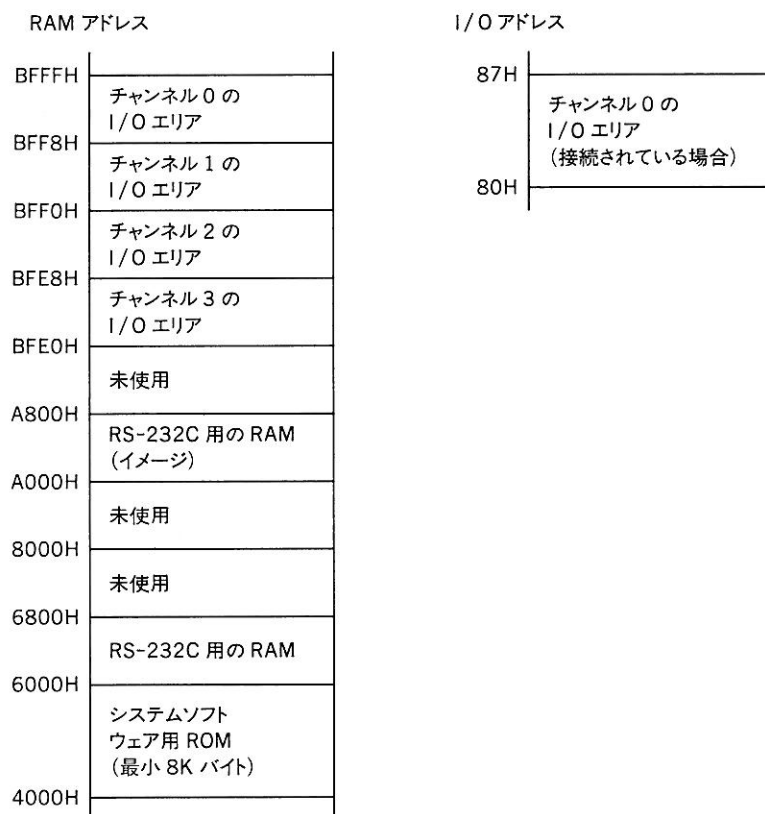 RAM アドレス
BFFFH
チャンネル 0 の
I/O エリア
BFF8H
チャンネル 1 の
I/O エリア
BFF0H
チャンネル 2 の
I/O エリア
BFE8H
チャンネル 3 の
I/O エリア
BFE0H
未使用
A800H
RS-232C 用の RAM
(イメージ)
A000H
未使用
8000H
未使用
6800H
RS-232C 用の RAM
6000H
システムソフト
ウェア用 ROM
(最小 8K バイト)
4000H
I/O アドレス
87H
チャンネル 0 の
I/O エリア
(接続されている場合)
80H